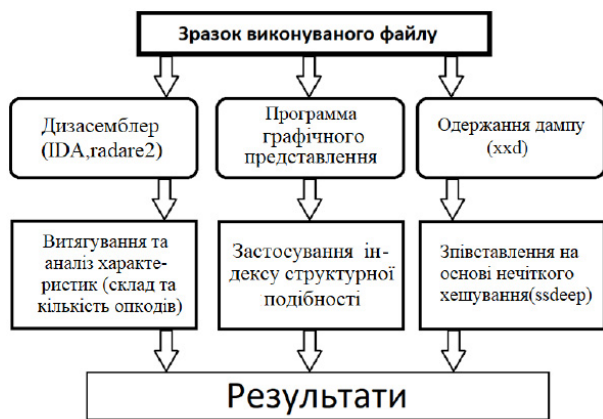 Зразок виконуваного файлу
Дизасемблер
(IDA,radare2)
Программа
графічного
представлення
Одержання дампу
(xxd)
Витягування та
аналіз характе-
ристик (склад та
кількість опкодів)
Застосування ін-
дексу структурної
подібності
Зпівставлення на
основі нечіткого
хешування(ssdeep)
Результати